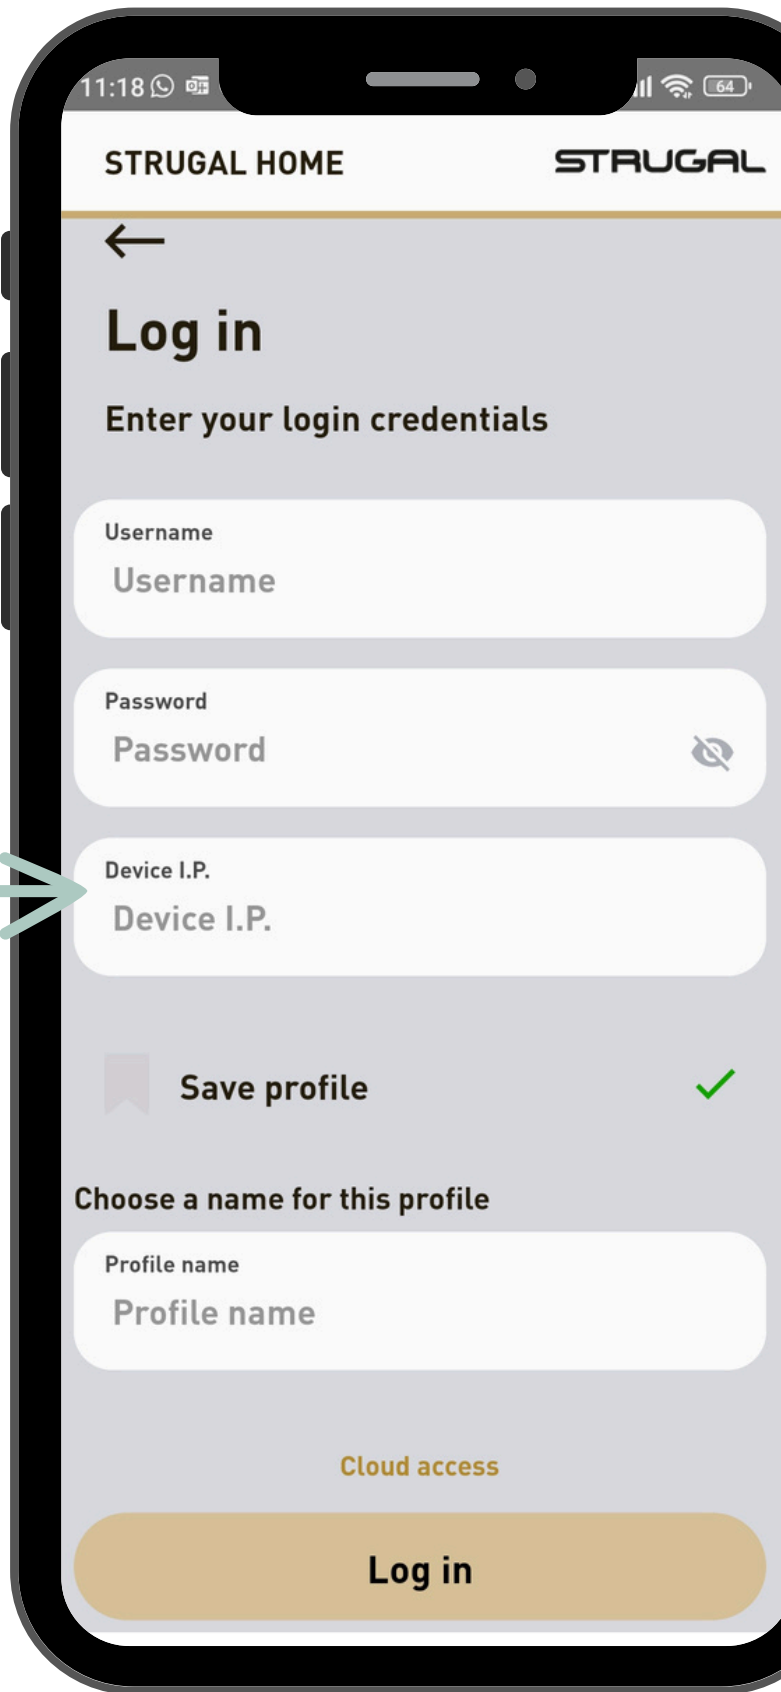 11:18
64
STRUGAL HOME
STRUGAL
Log in
Enter your login credentials
Username
Username
Password
Password
Device I.P.
Device I.P.
Save profile
Choose a name for this profile
Profile name
Profile name
Cloud access
Log in